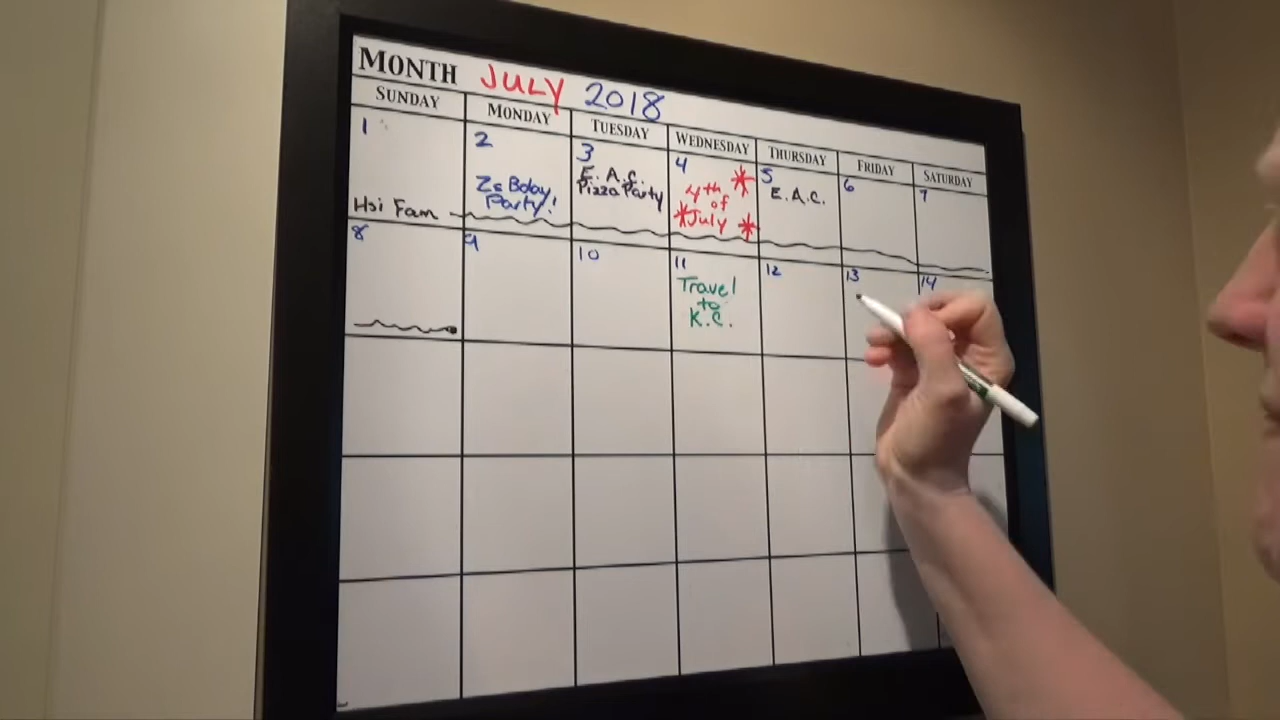 MONTH JULY 2018
SUNDAY MONDAY TUESDAY WEDNESDAY THURSDAY FRIDAY SATURDAY
1 2 3 4 5 6 7
Hsi Fam
Zs Bday
Party!
E.A.C.
Pizza Party
4th
of
July
E.A.C.
8 9 10 11 12 13 14
Travel
to
K.C.